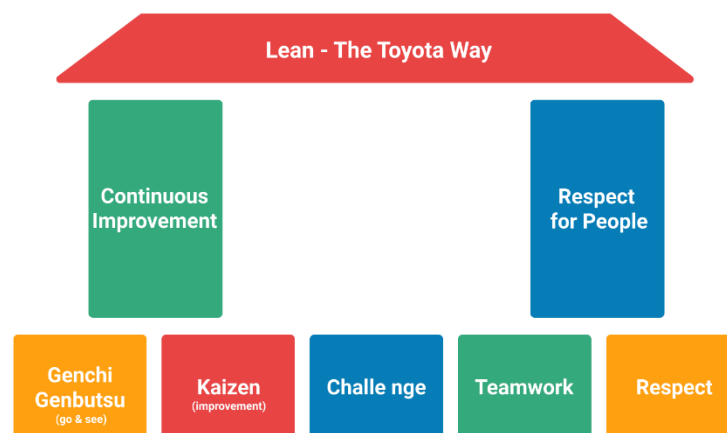 Lean - The Toyota Way
Continuous
Improvement
Respect
for People
Genchi
Genbutsu
(go & see)
Kaizen
(improvement)
Challe nge
Teamwork
Respect